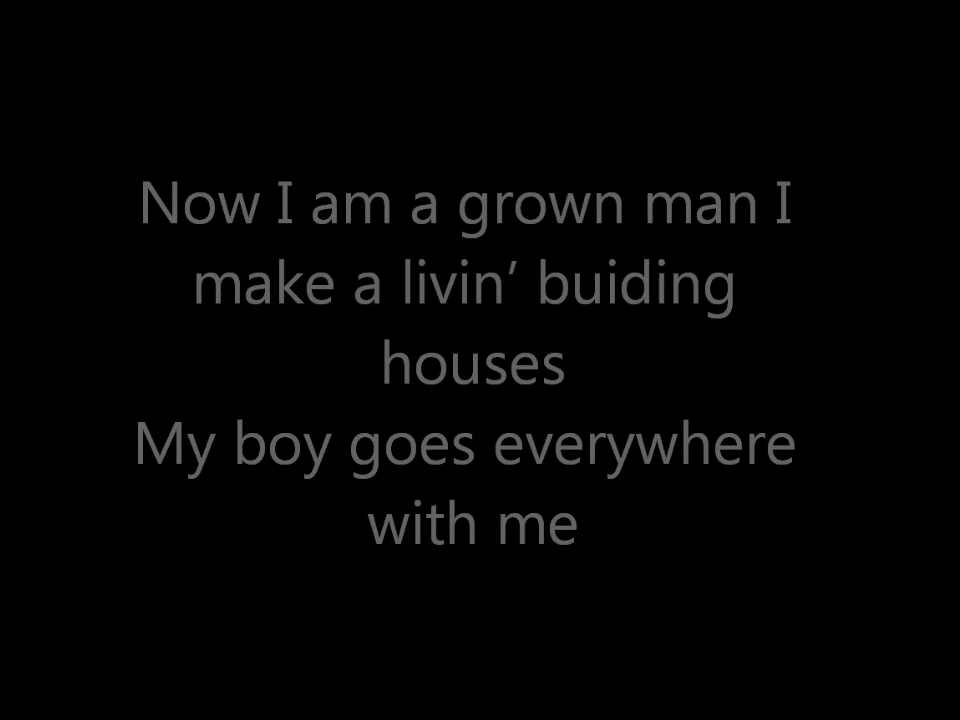 Now I am a grown man I
make a livin’ buiding
houses
My boy goes everywhere
with me